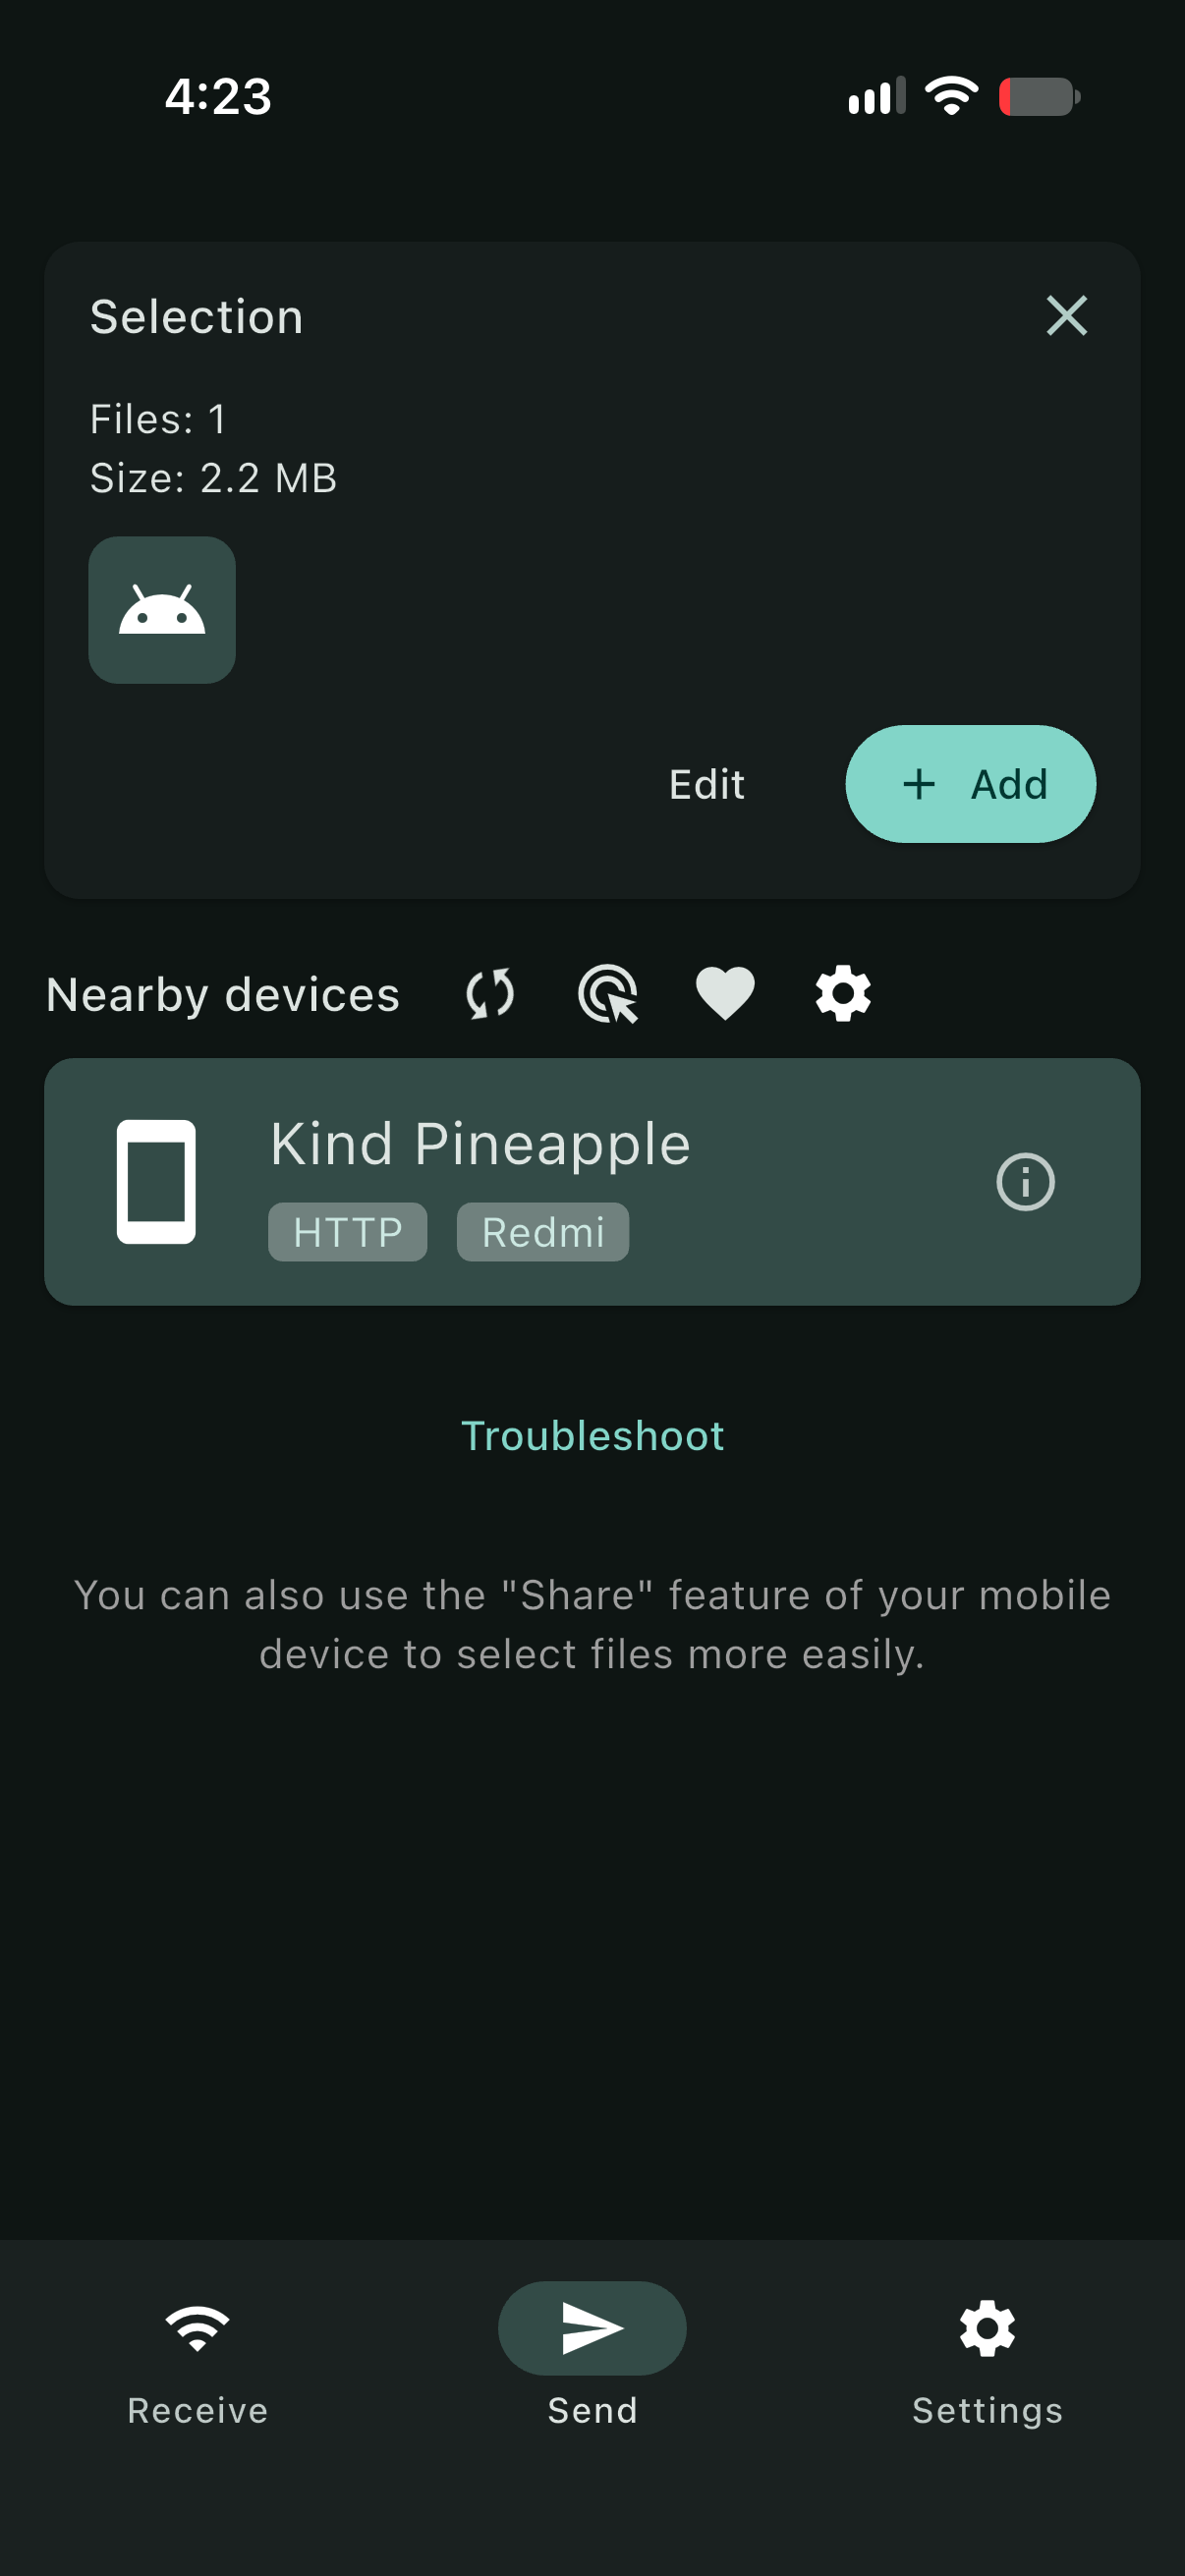 4:23
Selection
Files: 1
Size: 2.2 MB
Edit
+ Add
Nearby devices
Kind Pineapple
HTTP Redmi
Troubleshoot
You can also use the "Share" feature of your mobile
device to select files more easily.
Receive Send Settings